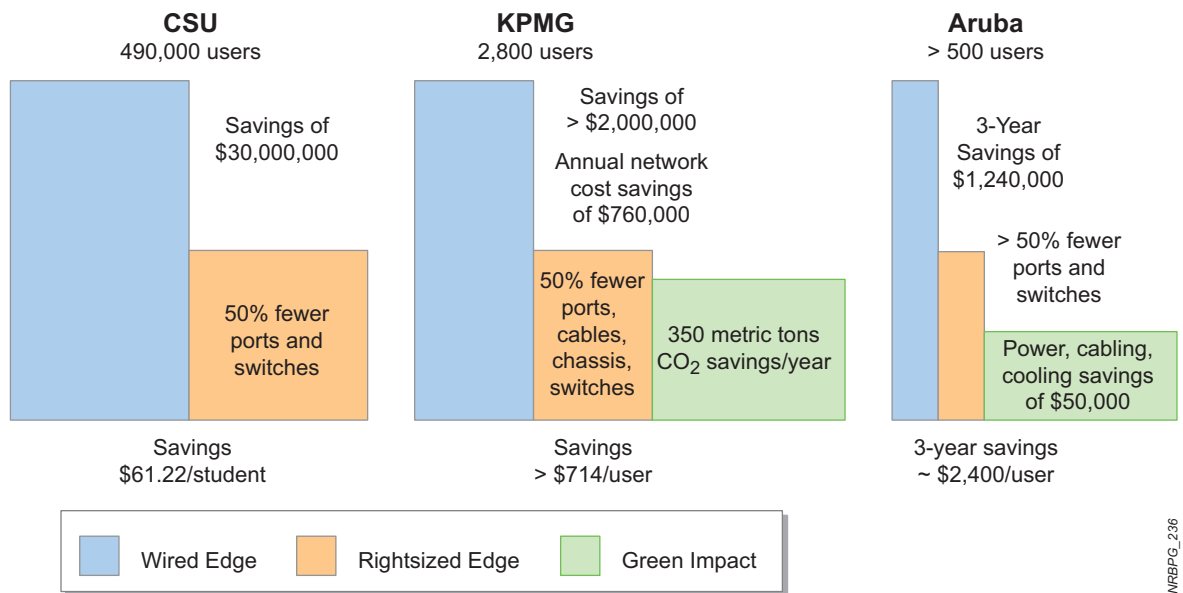 CSU
490,000 users
Savings of
$30,000,000
50% fewer
ports and
switches
Savings
$61.22/student
KPMG
2,800 users
Savings of
> $2,000,000
Annual network
cost savings
of $760,000
50% fewer
ports,
cables,
chassis,
switches
350 metric tons
CO2 savings/year
Savings
> $714/user
Aruba
> 500 users
3-Year
Savings of
$1,240,000
> 50% fewer
ports and
switches
Power, cabling,
cooling savings
of $50,000
3-year savings
~ $2,400/user
Wired Edge
Rightsized Edge
Green Impact
NRBPG_236